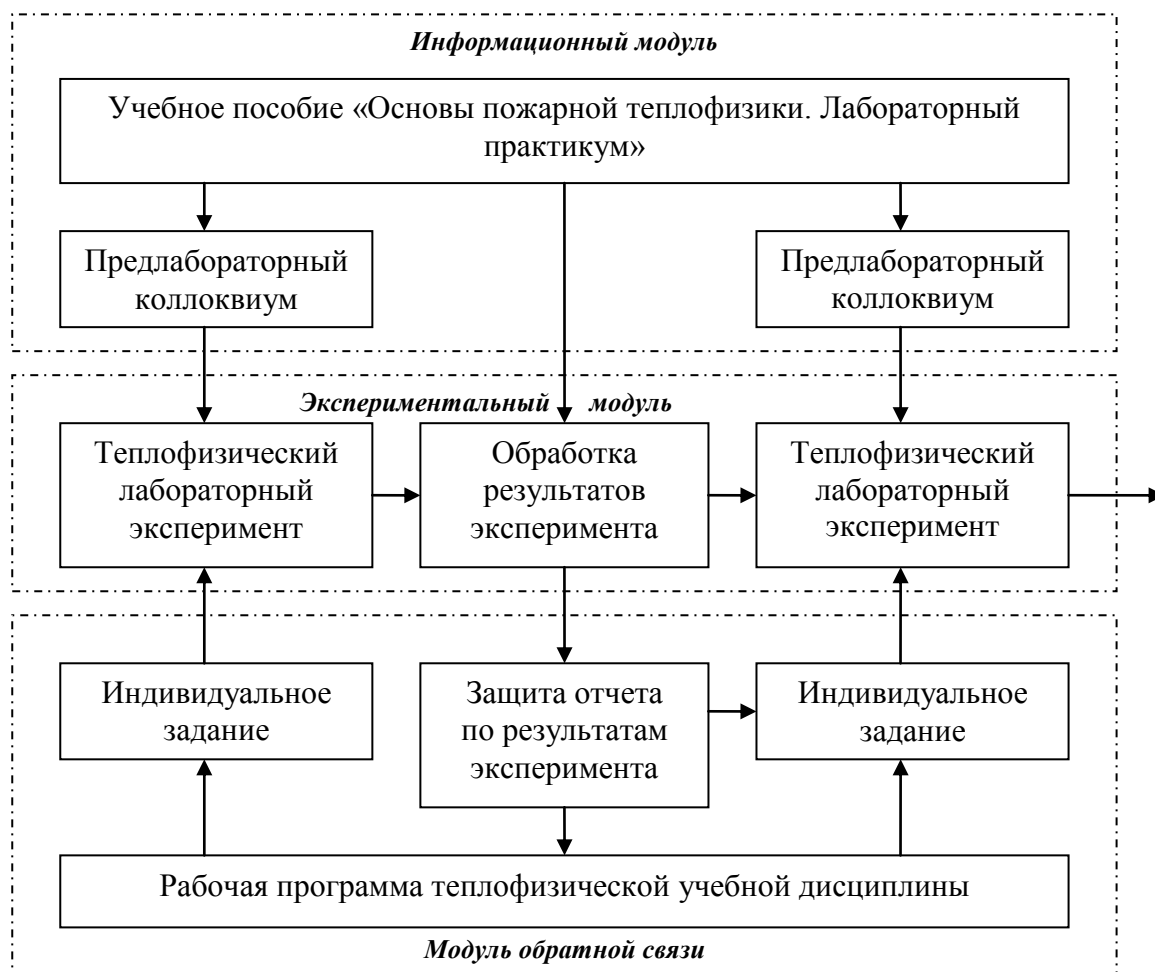 Информационный модуль
Учебное пособие «Основы пожарной теплофизики. Лабораторный
практикум»
Предлабораторный
коллоквиум
Предлабораторный
коллоквиум
Экспериментальный модуль
Теплофизический
лабораторный
эксперимент
Обработка
результатов
эксперимента
Теплофизический
лабораторный
эксперимент
Индивидуальное
задание
Защита отчета
по результатам
эксперимента
Индивидуальное
задание
Рабочая программа теплофизической учебной дисциплины
Модуль обратной связи